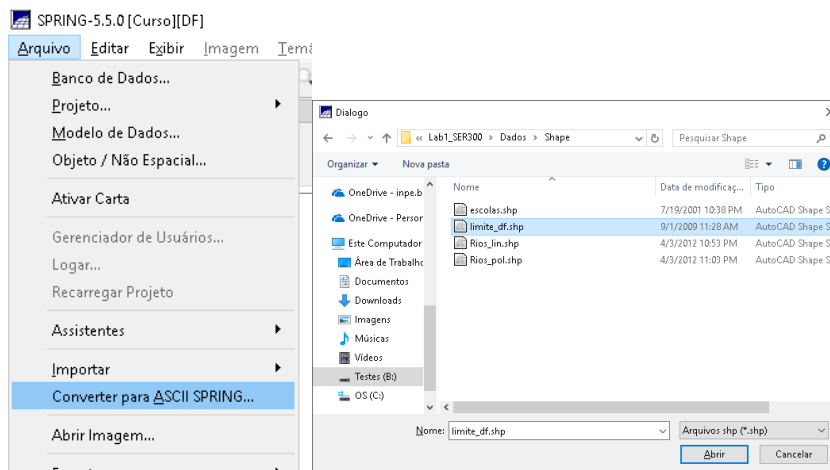 SPRING-5.5.0 [Curso][DF]
Arquivo Editar Exibir Imagem Temá
Banco de Dados...
Projeto...
Modelo de Dados...
Objeto / Não Espacial...
Ativar Carta
Gerenciador de Usuários...
Logar...
Recarregar Projeto
Assistentes
Importar
Converter para ASCII SPRING...
Abrir Imagem...
Dialogo
« Lab1_SER300 > Dados > Shape
Pesquisar Shape
Organizar Nova pasta
OneDrive - inpe.b
OneDrive - Person
Este Computador
Área de Trabalho
Documentos
Downloads
Imagens
Músicas
Vídeos
Testes (B:)
OS (C:)
Nome Data de modificaç... Tipo
escolas.shp 7/19/2001 10:38 PM AutoCAD Shape S
limite_df.shp 9/1/2009 11:28 AM AutoCAD Shape S
Rios_lin.shp 4/3/2012 10:53 PM AutoCAD Shape S
Rios_pol.shp 4/3/2012 11:03 PM AutoCAD Shape S
Nome: limite_df.shp Arquivos shp (*.shp)
Abrir Cancelar